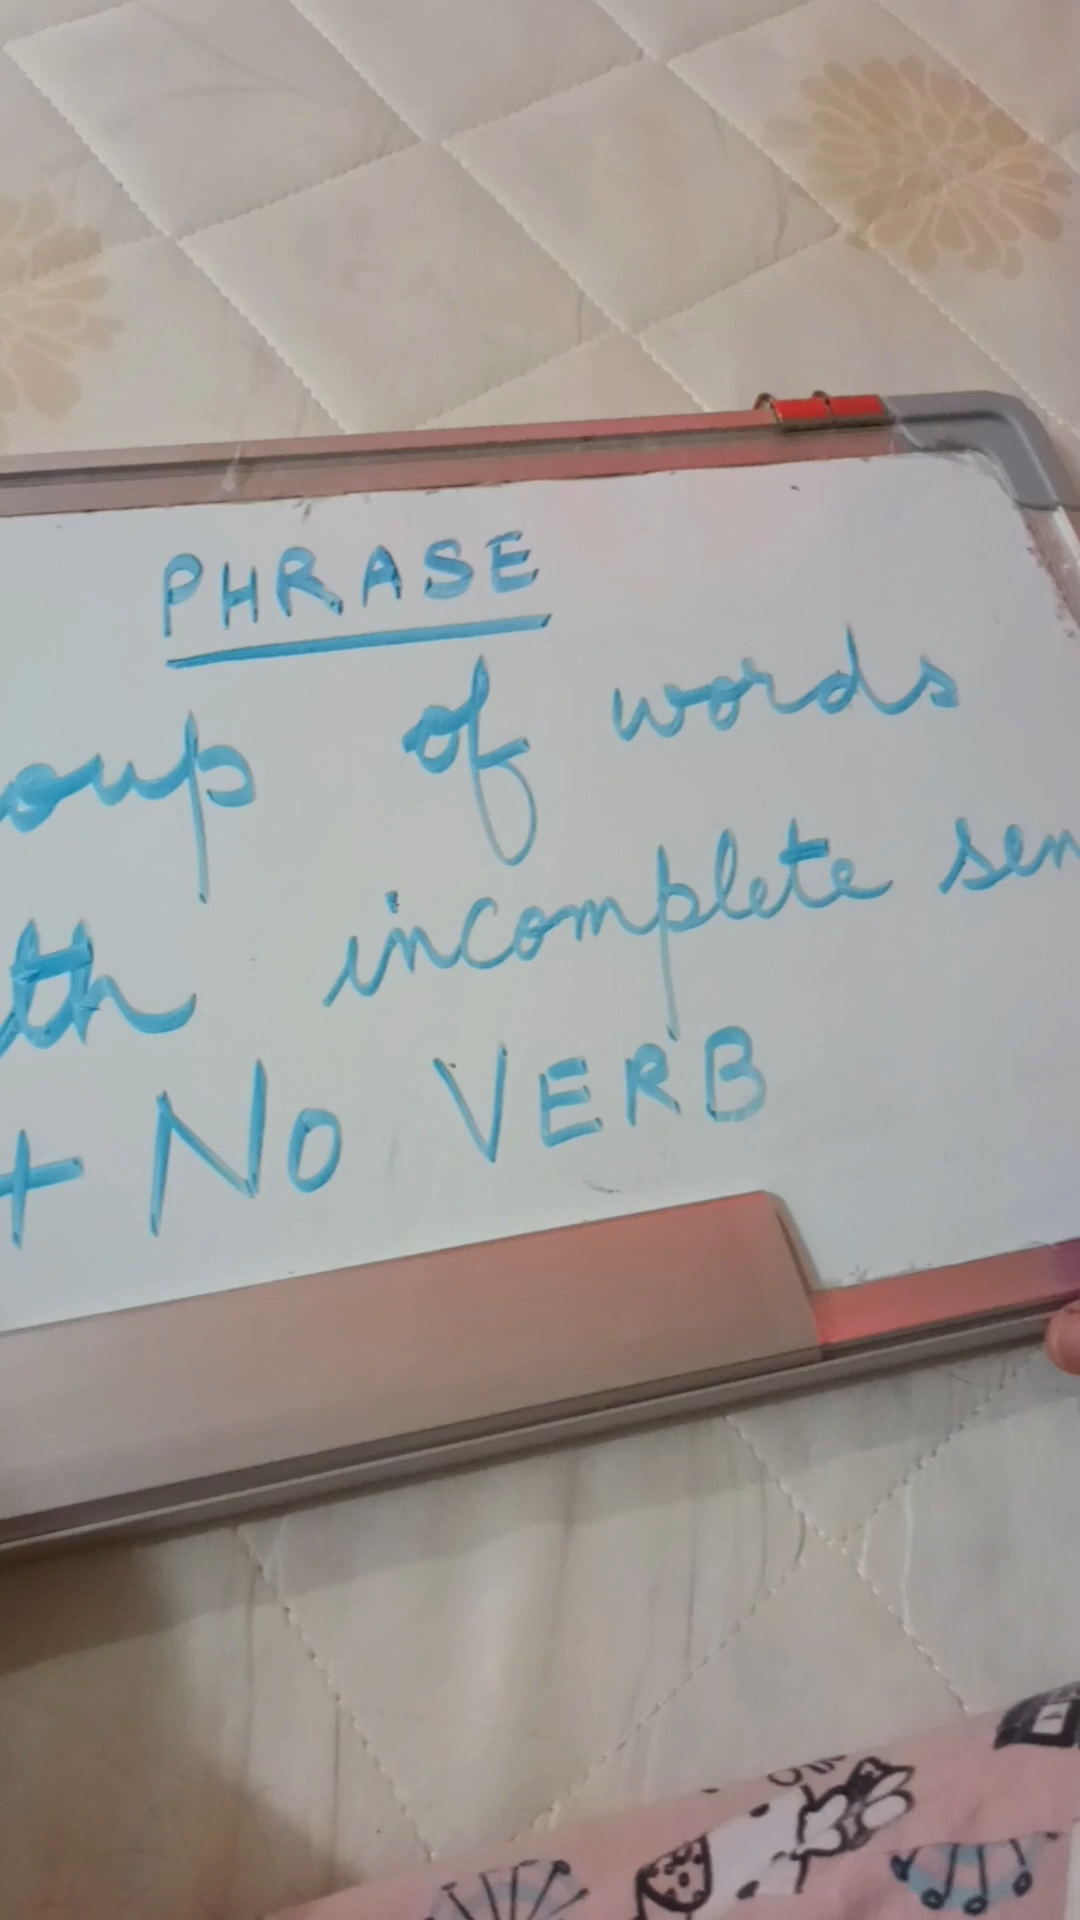 PHRASE
oup of words
th incomplete sen
+ No VERB